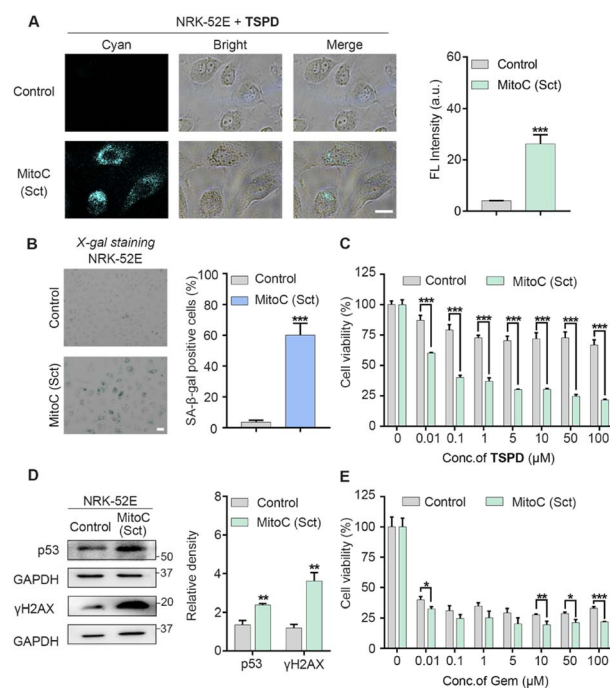 A
NRK-52E + TSPD
Cyan
Bright
Merge
Control
MitoC
(Sct)
FL Intensity (a.u.)
60
40
20
0
Control
MitoC (Sct)
***
B
X-gal staining
NRK-52E
Control
MitoC (Sct)
SA-β-gal positive cells (%)
80
60
40
20
0
Control
MitoC (Sct)
***
C
Control
MitoC (Sct)
Cell viability (%)
125
100
75
50
25
0
*** *** *** *** *** *** ***
0 0.01 0.1 1 5 10 50 100
Conc.of TSPD (μM)
D
NRK-52E
Control
MitoC
(Sct)
p53
50
GAPDH
37
γH2AX
20
GAPDH
37
Relative density
5
4
3
2
1
0
Control
MitoC (Sct)
** **
p53 γH2AX
E
Control
MitoC (Sct)
Cell viability (%)
125
100
75
50
25
0
* ** * ***
0 0.01 0.1 1 5 10 50 100
Conc.of Gem (μM)